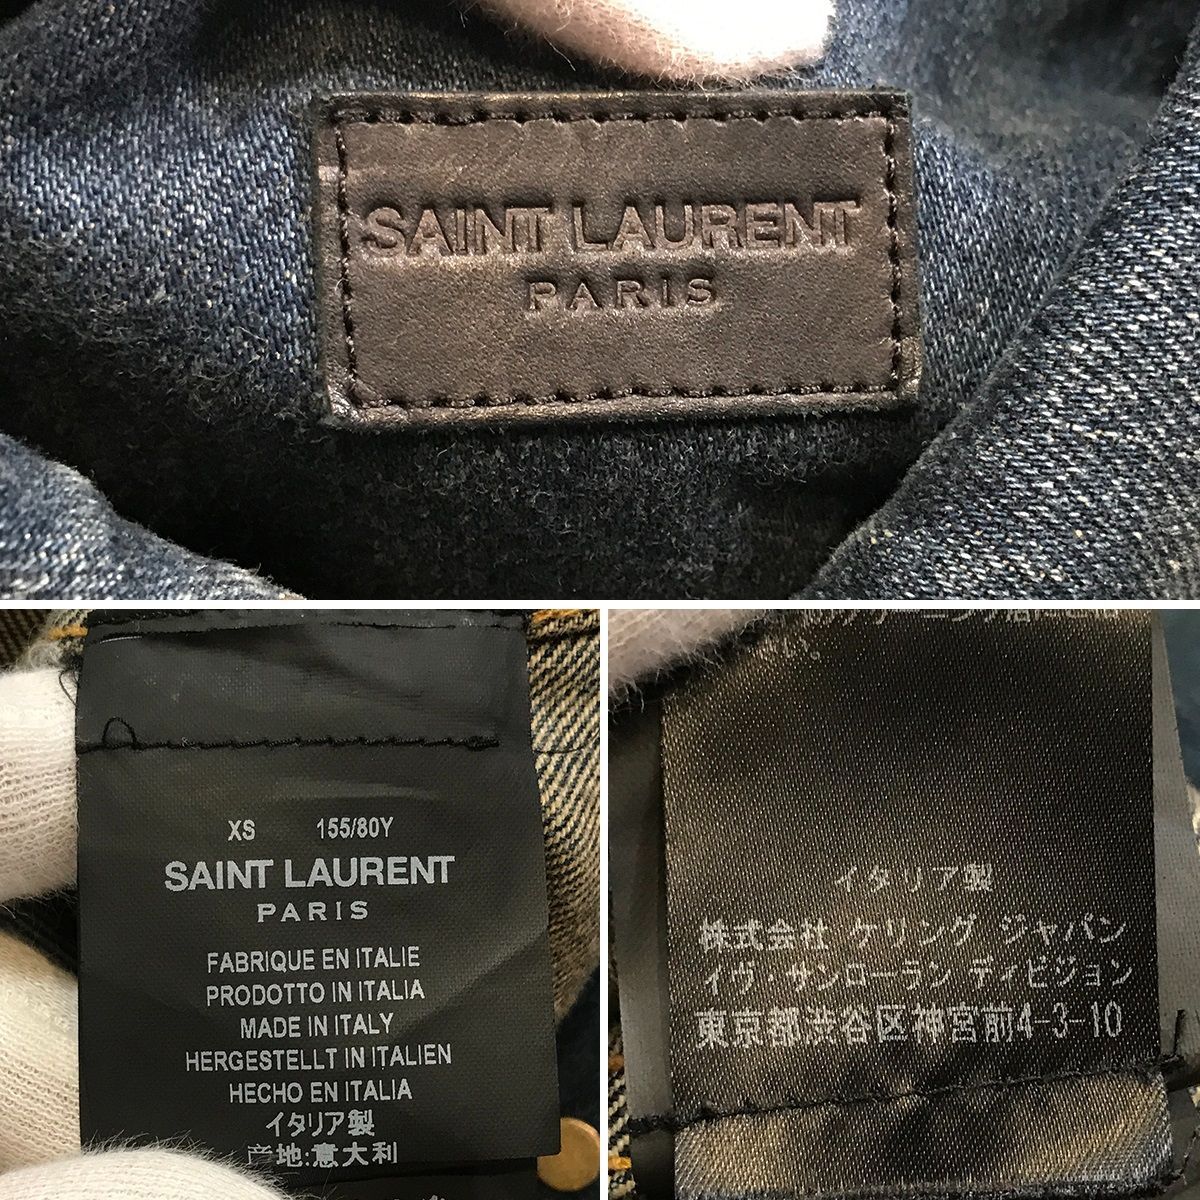 SAINT LAURENT
PARIS
XS 155/80Y
SAINT LAURENT
PARIS
FABRIQUE EN ITALIE
PRODOTTO IN ITALIA
MADE IN ITALY
HERGESTELLT IN ITALIEN
HECHO EN ITALIA
イタリア製
产地:意大利
イタリア製
株式会社 ケリング ジャパン
イヴ・サンローラン ディビジョン
東京都渋谷区神宮前4-3-10